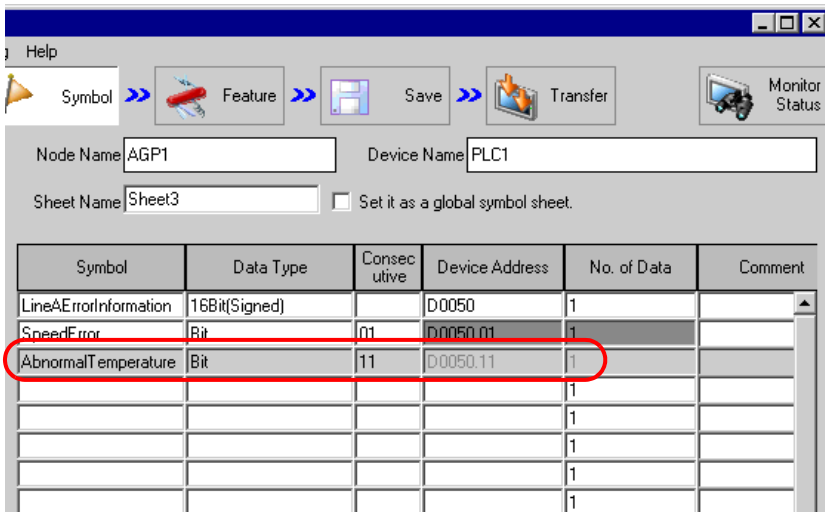 Help
Symbol Feature Save Transfer Monitor Status
Node Name AGP1 Device Name PLC1
Sheet Name Sheet3 Set it as a global symbol sheet.
Symbol Data Type Consecutive Device Address No. of Data Comment
LineAErrorInformation 16Bit(Signed) D0050 1
SpeedError Bit 01 D0050.01 1
AbnormalTemperature Bit 11 D0050.11 1
1
1
1
1
1